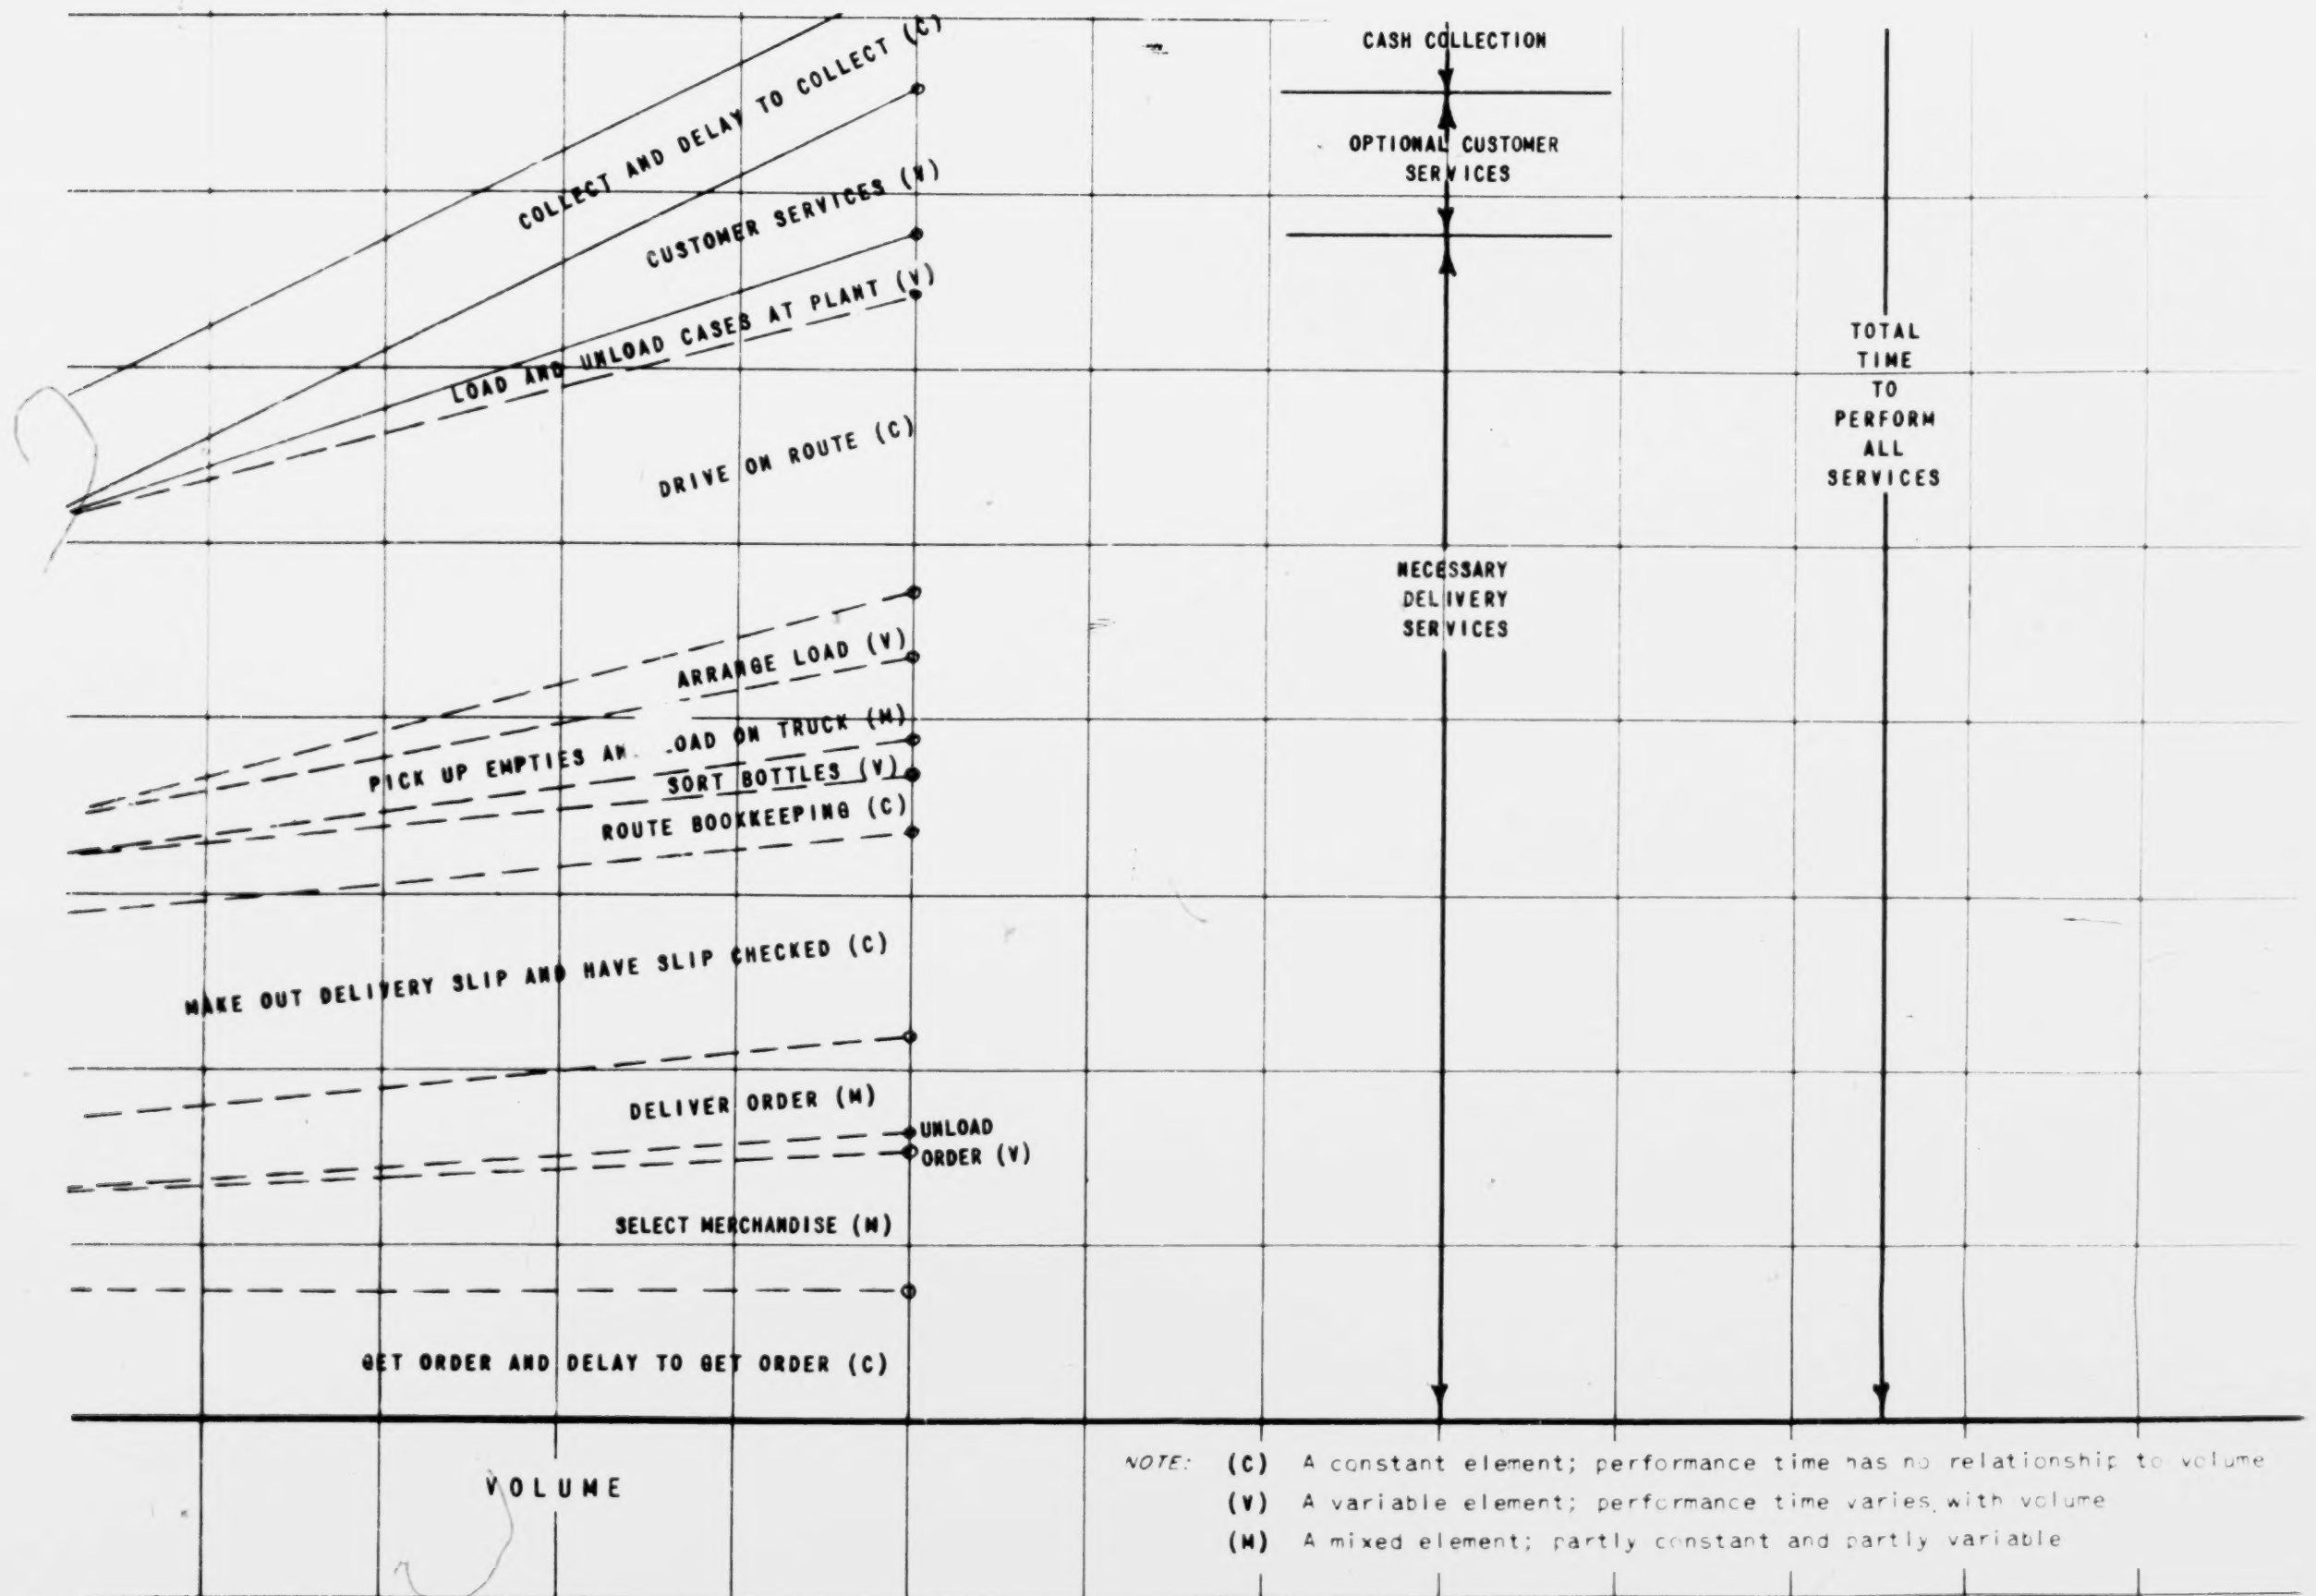 COLLECT AND DELAY TO COLLECT (C)
CUSTOMER SERVICES (V)
LOAD AND UNLOAD CASES AT PLANT (V)
DRIVE ON ROUTE (C)
ARRANGE LOAD (V)
PICK UP EMPTIES AN OAD ON TRUCK (M)
SORT BOTTLES (V)
ROUTE BOOKKEEPING (C)
MAKE OUT DELIVERY SLIP AND HAVE SLIP CHECKED (C)
DELIVER ORDER (M)
UNLOAD
ORDER (V)
SELECT MERCHANDISE (M)
GET ORDER AND DELAY TO GET ORDER (C)
VOLUME
CASH COLLECTION
OPTIONAL CUSTOMER
SERVICES
NECESSARY
DELIVERY
SERVICES
TOTAL
TIME
TO
PERFORM
ALL
SERVICES
NOTE: (C) A constant element; performance time has no relationship to volume
(V) A variable element; performance time varies with volume
(M) A mixed element; partly constant and partly variable